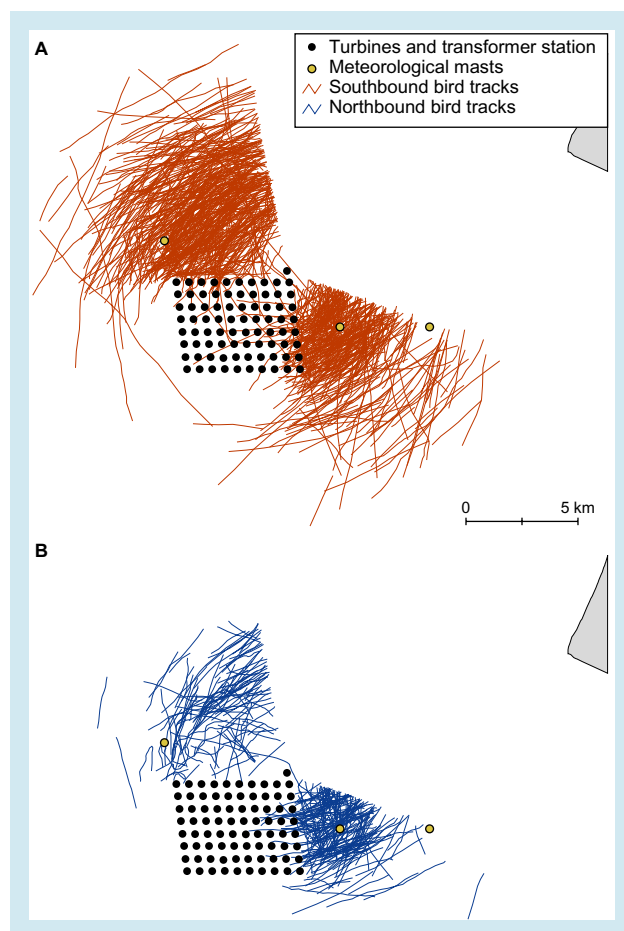 A
Turbines and transformer station
Meteorological masts
Southbound bird tracks
Northbound bird tracks
0 5 km
B